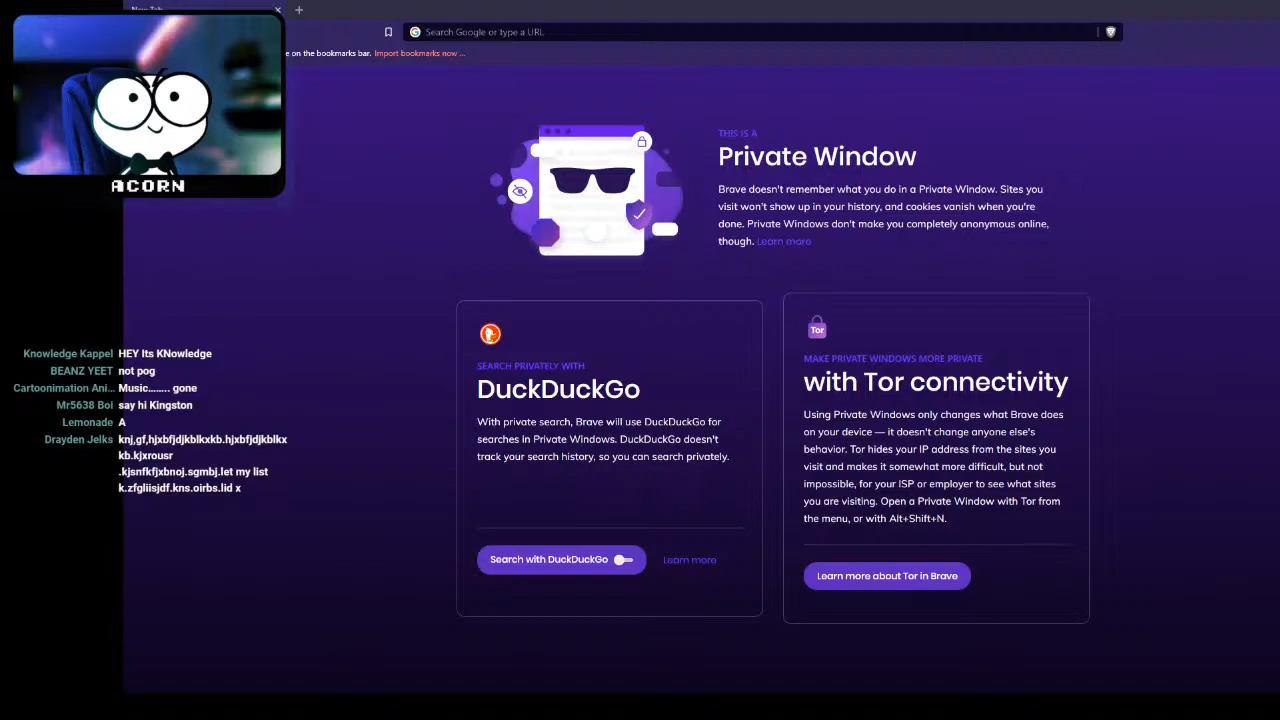 New Tab
Search Google or type a URL
e on the bookmarks bar. Import bookmarks now ...
ACORN
THIS IS A
Private Window
Brave doesn't remember what you do in a Private Window. Sites you
visit won't show up in your history, and cookies vanish when you're
done. Private Windows don't make you completely anonymous online,
though. Learn more
Knowledge Kappel HEY Its KNowledge
BEANZ YEET not pog
Cartoonimation Ani... Music........ gone
Mr5638 Boi say hi Kingston
Lemonade A
Drayden Jelks knj,gf,hjxbfjdjkblkxkb.hjxbfjdjkblkx
kb.kjxrousr
.kjsnfkfjxbnoj.sgmbj.let my list
k.zfgliisjdf.kns.oirbs.lid x
SEARCH PRIVATELY WITH
DuckDuckGo
With private search, Brave will use DuckDuckGo for
searches in Private Windows. DuckDuckGo doesn't
track your search history, so you can search privately.
Search with DuckDuckGo
Learn more
Tor
MAKE PRIVATE WINDOWS MORE PRIVATE
with Tor connectivity
Using Private Windows only changes what Brave does
on your device — it doesn't change anyone else's
behavior. Tor hides your IP address from the sites you
visit and makes it somewhat more difficult, but not
impossible, for your ISP or employer to see what sites
you are visiting. Open a Private Window with Tor from
the menu, or with Alt+Shift+N.
Learn more about Tor in Brave